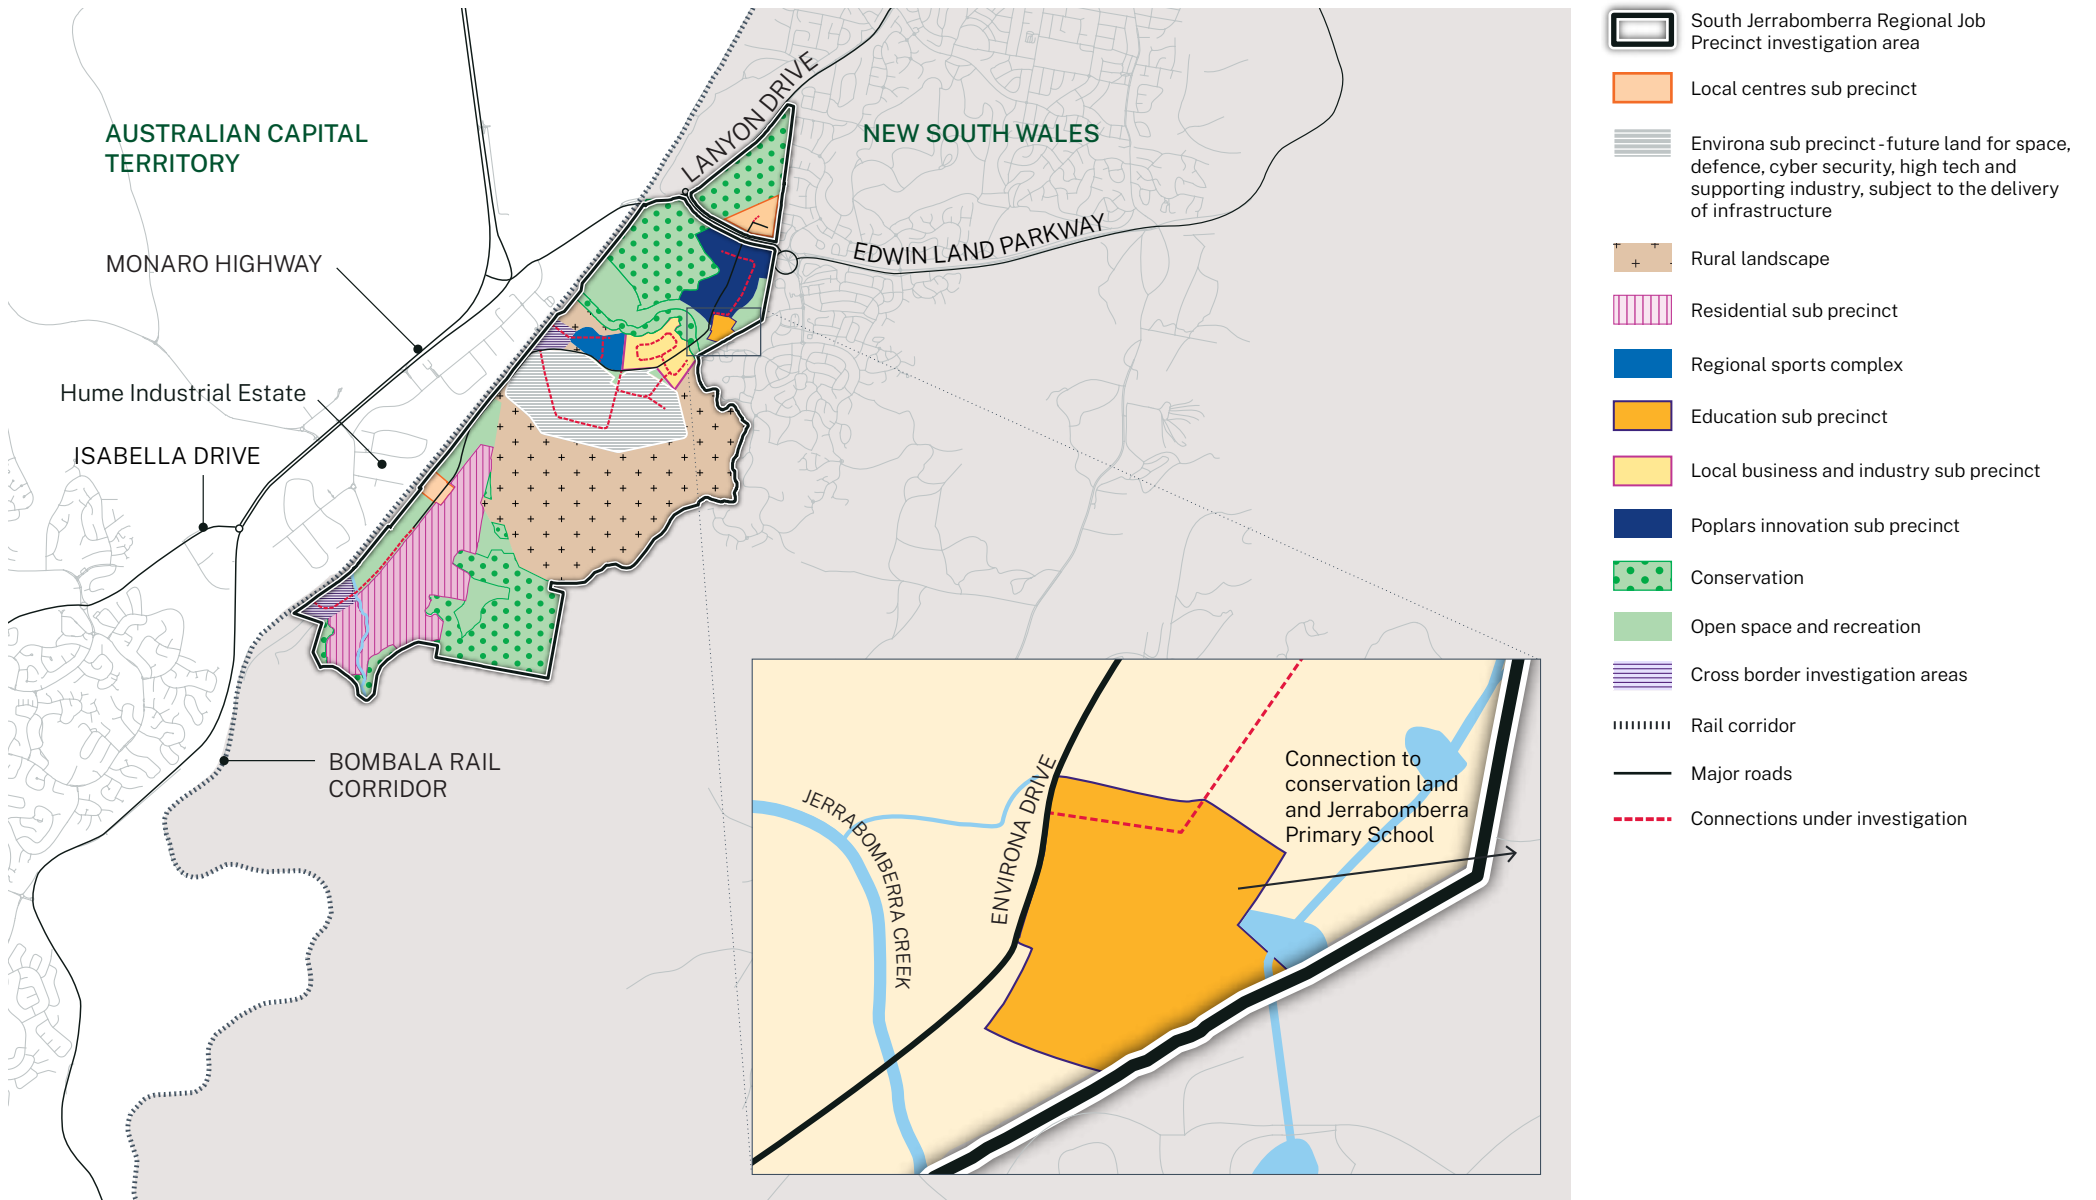 LANYON DRIVE
AUSTRALIAN CAPITAL
TERRITORY
NEW SOUTH WALES
EDWIN LAND PARKWAY
MONARO HIGHWAY
Hume Industrial Estate
ISABELLA DRIVE
BOMBALA RAIL
CORRIDOR
Connection to
conservation land
and Jerrabomberra
Primary School
ENVIRONA DRIVE
JERRABOMBERRA CREEK
South Jerrabomberra Regional Job
Precinct investigation area
Local centres sub precinct
Environa sub precinct - future land for space,
defence, cyber security, high tech and
supporting industry, subject to the delivery
of infrastructure
Rural landscape
Residential sub precinct
Regional sports complex
Education sub precinct
Local business and industry sub precinct
Poplars innovation sub precinct
Conservation
Open space and recreation
Cross border investigation areas
Rail corridor
Major roads
Connections under investigation